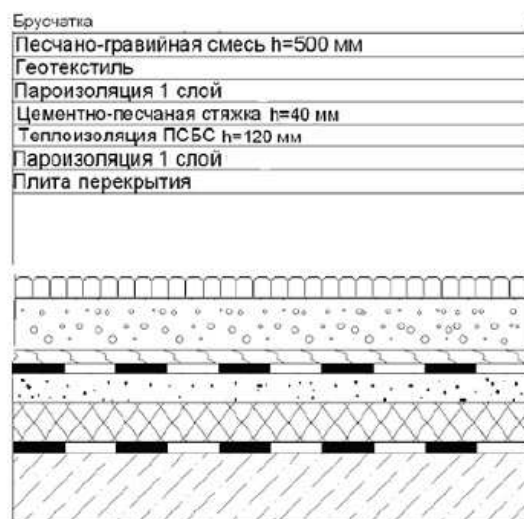 Брусчатка
Песчано-гравийная смесь h=500 мм
Геотекстиль
Пароизоляция 1 слой
Цементно-песчаная стяжка h=40 мм
Теплоизоляция ПСБС h=120 мм
Пароизоляция 1 слой
Плита перекрытия